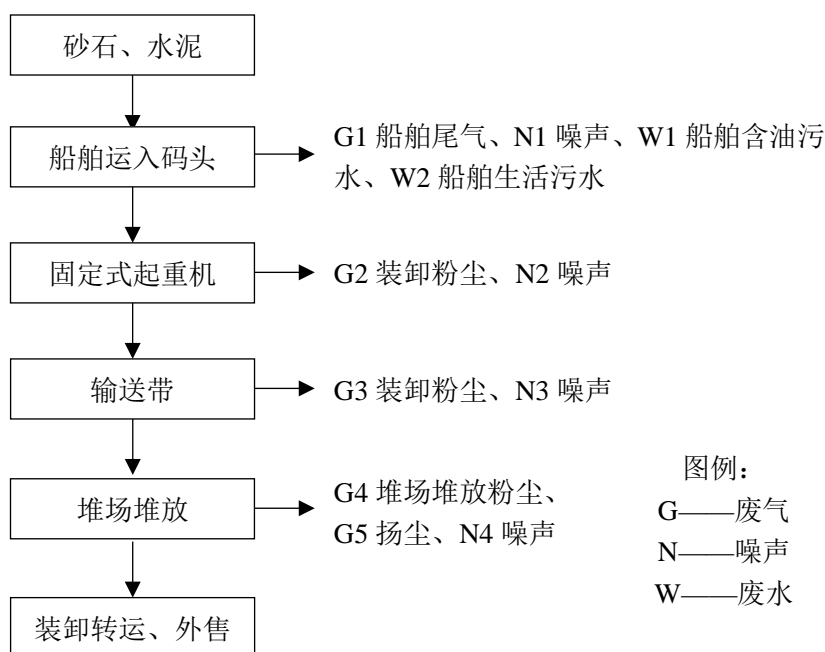 砂石、水泥
船舶运入码头
G1 船舶尾气、N1 噪声、W1 船舶含油污
水、W2 船舶生活污水
固定式起重机
G2 装卸粉尘、N2 噪声
输送带
G3 装卸粉尘、N3 噪声
堆场堆放
G4 堆场堆放粉尘、
G5 扬尘、N4 噪声
装卸转运、外售
图例：
G——废气
N——噪声
W——废水